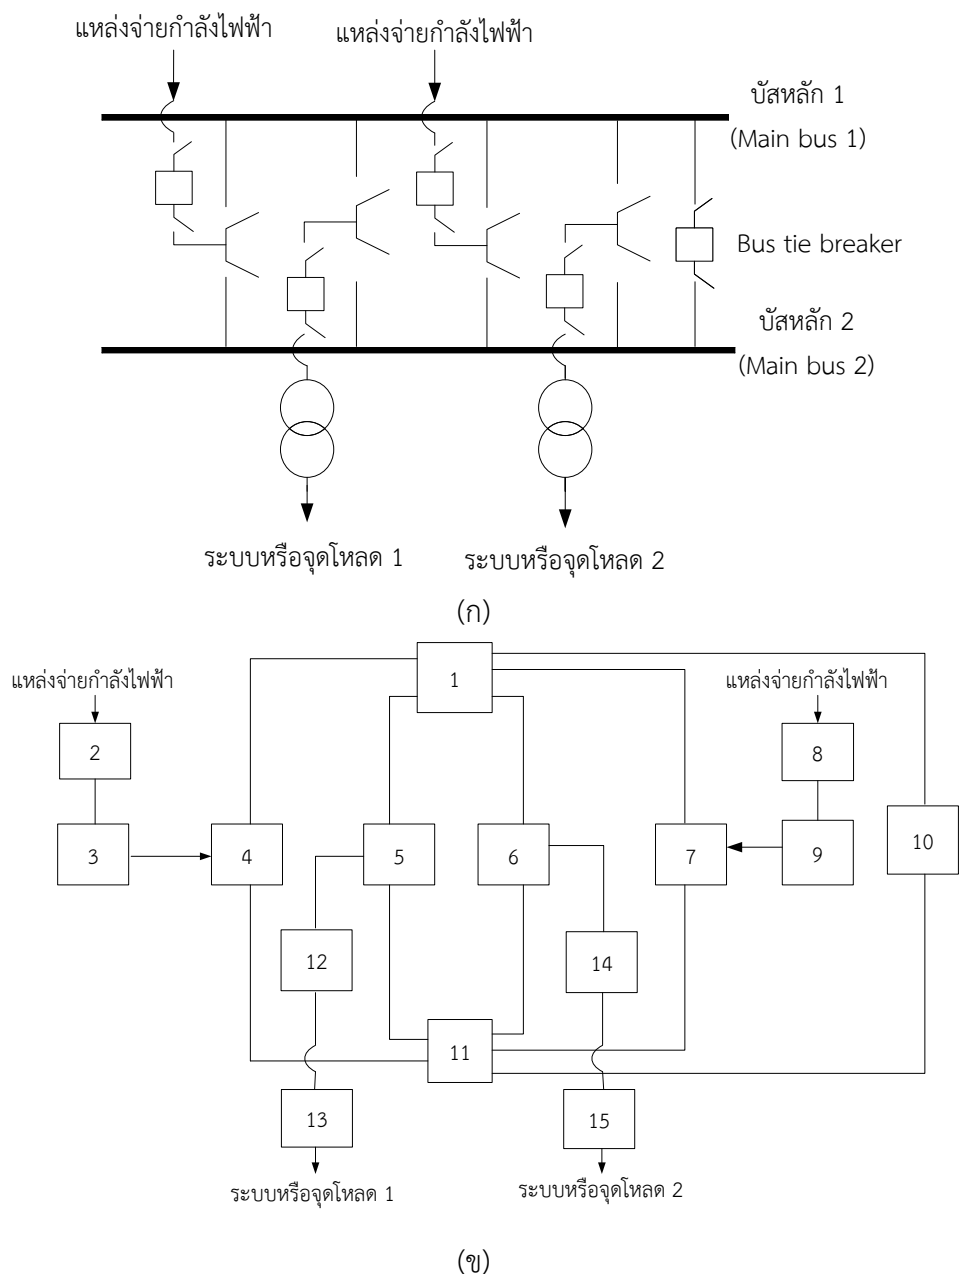 แหล่งจ่ายกำลังไฟฟ้า
แหล่งจ่ายกำลังไฟฟ้า
บัสหลัก 1
(Main bus 1)
Bus tie breaker
บัสหลัก 2
(Main bus 2)
ระบบหรือจุดโหลด 1
ระบบหรือจุดโหลด 2
(ก)
แหล่งจ่ายกำลังไฟฟ้า
1
แหล่งจ่ายกำลังไฟฟ้า
2
8
3
4
5
6
7
9
10
12
14
11
13
15
ระบบหรือจุดโหลด 1
ระบบหรือจุดโหลด 2
(ข)